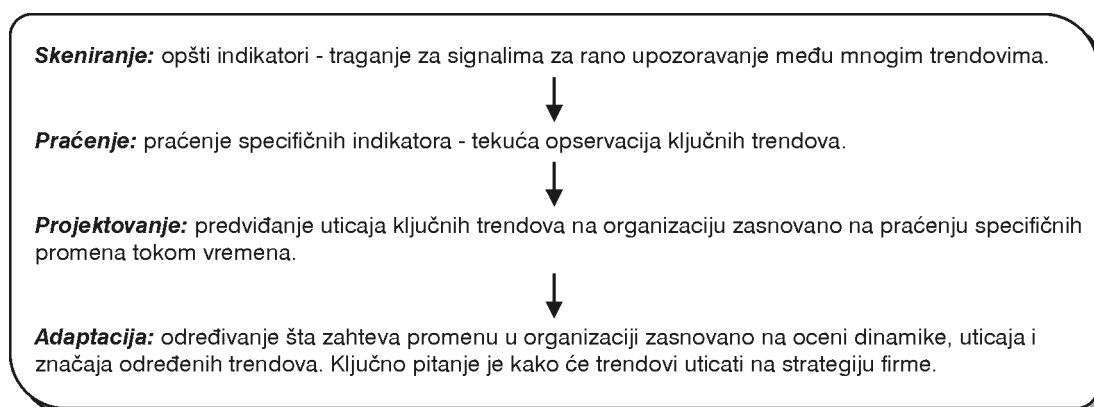 Skeniranje: opšti indikatori - traganje za signalima za rano upozoravanje među mnogim trendovima.
Praćenje: praćenje specifičnih indikatora - tekuća opservacija ključnih trendova.
Projektovanje: predviđanje uticaja ključnih trendova na organizaciju zasnovano na praćenju specifičnih
promena tokom vremena.
Adaptacija: određivanje šta zahteva promenu u organizaciji zasnovano na oceni dinamike, uticaja i
značaja određenih trendova. Ključno pitanje je kako će trendovi uticati na strategiju firme.